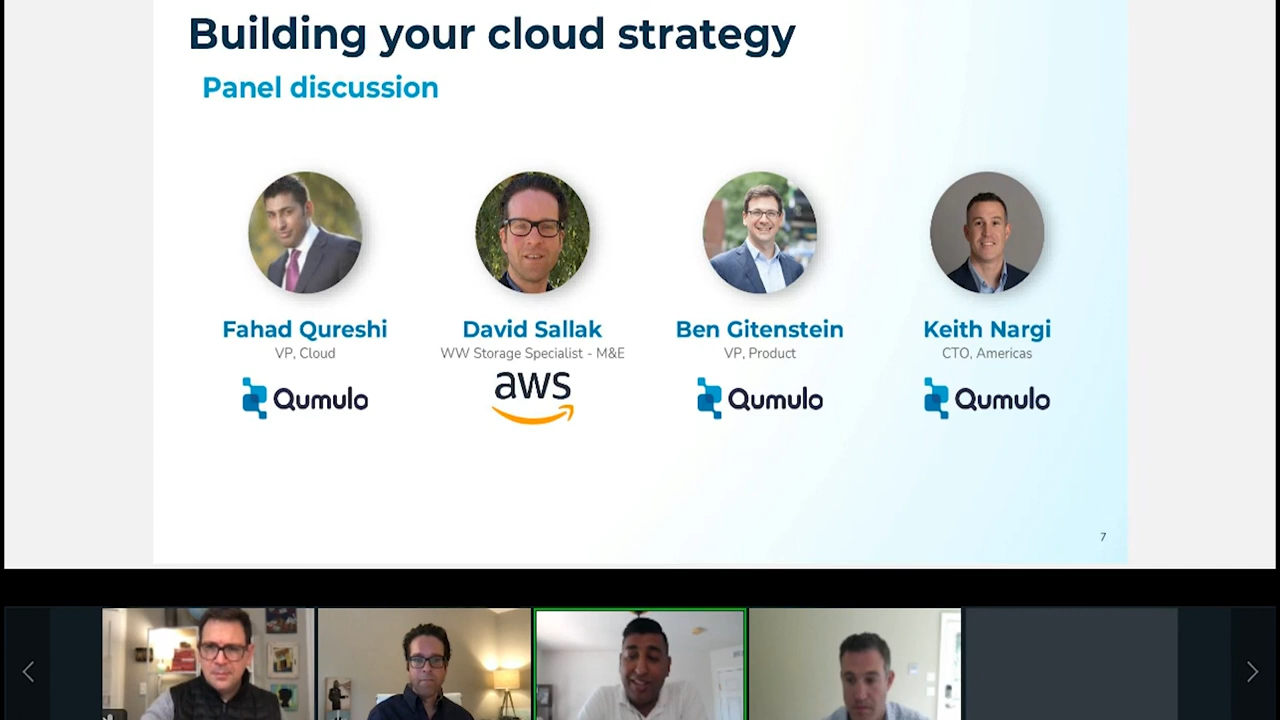 Building your cloud strategy
Panel discussion
Fahad Qureshi
VP, Cloud
Qumulo
David Sallak
WW Storage Specialist - M&E
aws
Ben Gitenstein
VP, Product
Qumulo
Keith Nargi
CTO, Americas
Qumulo
7